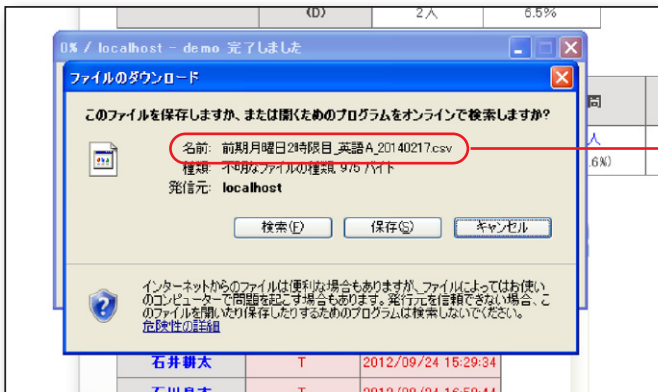 (D) 2人 6.5%
0% / localhost - demo 完了しました
ファイルのダウンロード
このファイルを保存しますか、または開くためのプログラムをオンラインで検索しますか?
名前: 前期月曜日2時限目_英語A_20140217.csv
種類: 不明なファイルの種類, 975 バイト
発信元: localhost
検索(F) 保存(S) キャンセル
インターネットからのファイルは便利な場合もありますが、ファイルによってはお使い
のコンピューターで問題を起こす場合もあります。発行元を信頼できない場合、こ
のファイルを開いたり保存したりするためのプログラムは検索しないでください。
危険性の詳細
問
人
.6%)
石井耕太 T 2012/09/24 15:29:34